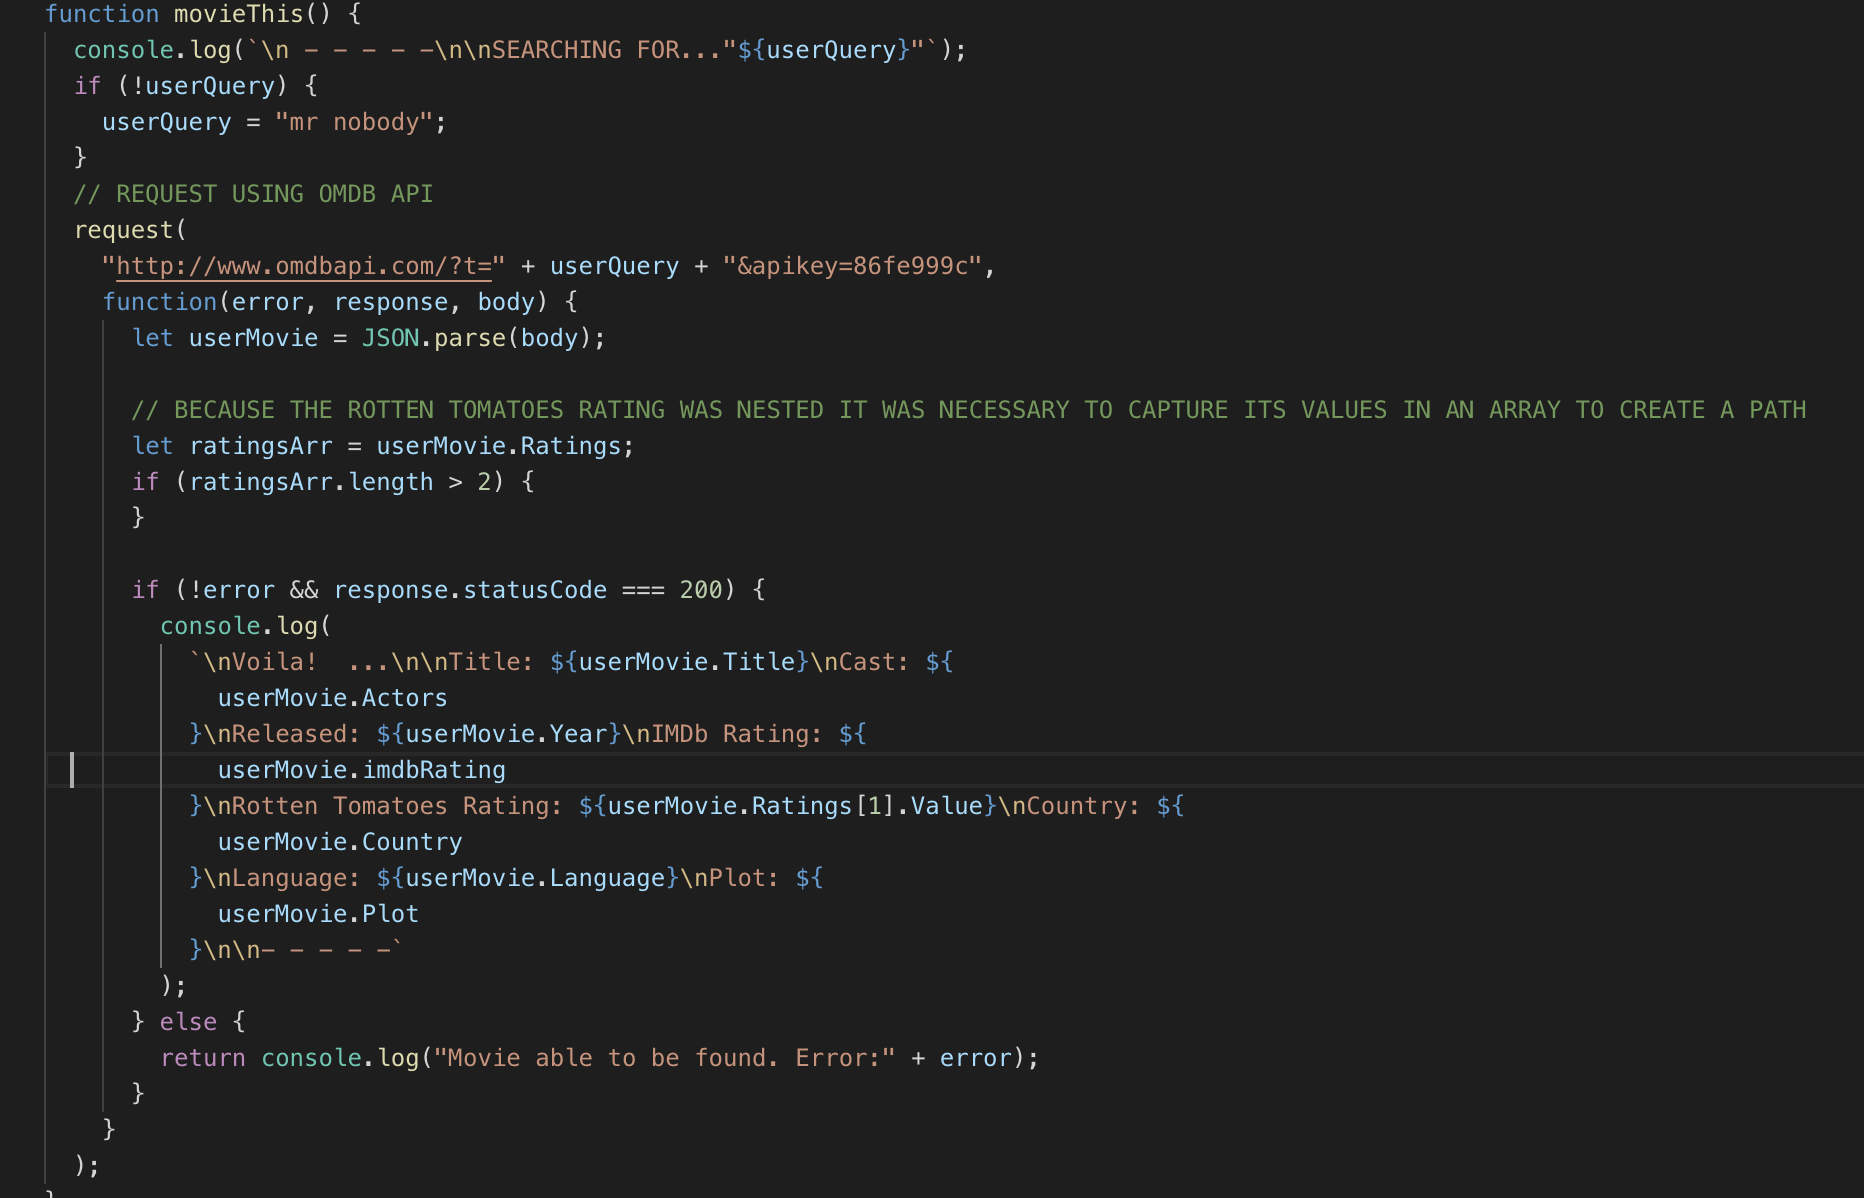 function movieThis() {
console.log(`\n - - - - -\n\nSEARCHING FOR..."${userQuery}"`);
if (!userQuery) {
userQuery = "mr nobody";
}
// REQUEST USING OMDB API
request(
"http://www.omdbapi.com/?t=" + userQuery + "&apikey=86fe999c",
function(error, response, body) {
let userMovie = JSON.parse(body);
// BECAUSE THE ROTTEN TOMATOES RATING WAS NESTED IT WAS NECESSARY TO CAPTURE ITS VALUES IN AN ARRAY TO CREATE A PATH
let ratingsArr = userMovie.Ratings;
if (ratingsArr.length > 2) {
}
if (!error && response.statusCode === 200) {
console.log(
`\nVoila!  ...\n\nTitle: ${userMovie.Title}\nCast: ${
userMovie.Actors
}\nReleased: ${userMovie.Year}\nIMDb Rating: ${
userMovie.imdbRating
}\nRotten Tomatoes Rating: ${userMovie.Ratings[1].Value}\nCountry: ${
userMovie.Country
}\nLanguage: ${userMovie.Language}\nPlot: ${
userMovie.Plot
}\n\n- - - - -`
);
} else {
return console.log("Movie able to be found. Error:" + error);
}
}
);
}